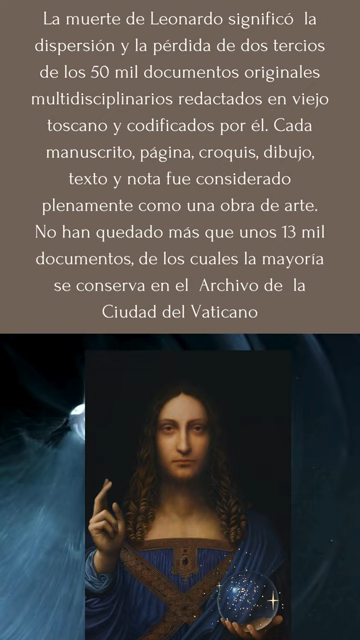 La muerte de Leonardo significó la
dispersión y la pérdida de dos tercios
de los 50 mil documentos originales
multidisciplinarios redactados en viejo
toscano y codificados por él. Cada
manuscrito, página, croquis, dibujo,
texto y nota fue considerado
plenamente como una obra de arte.
No han quedado más que unos 13 mil
documentos, de los cuales la mayoría
se conserva en el Archivo de la
Ciudad del Vaticano